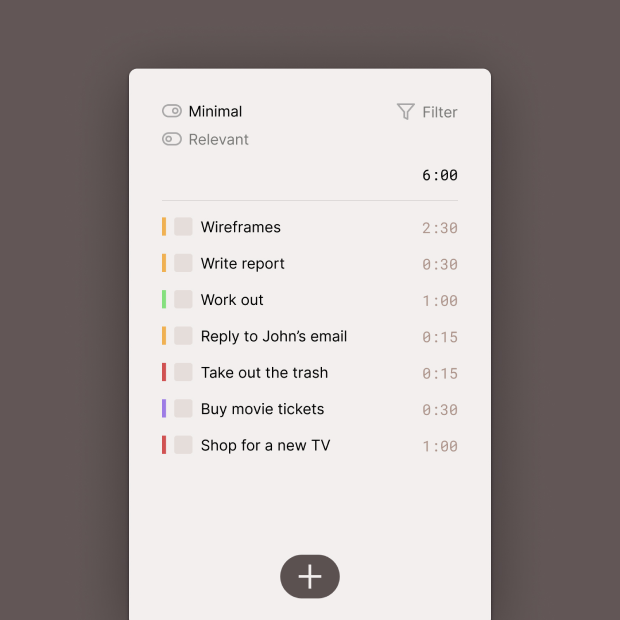 Minimal Filter
Relevant
6:00
Wireframes 2:30
Write report 0:30
Work out 1:00
Reply to John’s email 0:15
Take out the trash 0:15
Buy movie tickets 0:30
Shop for a new TV 1:00